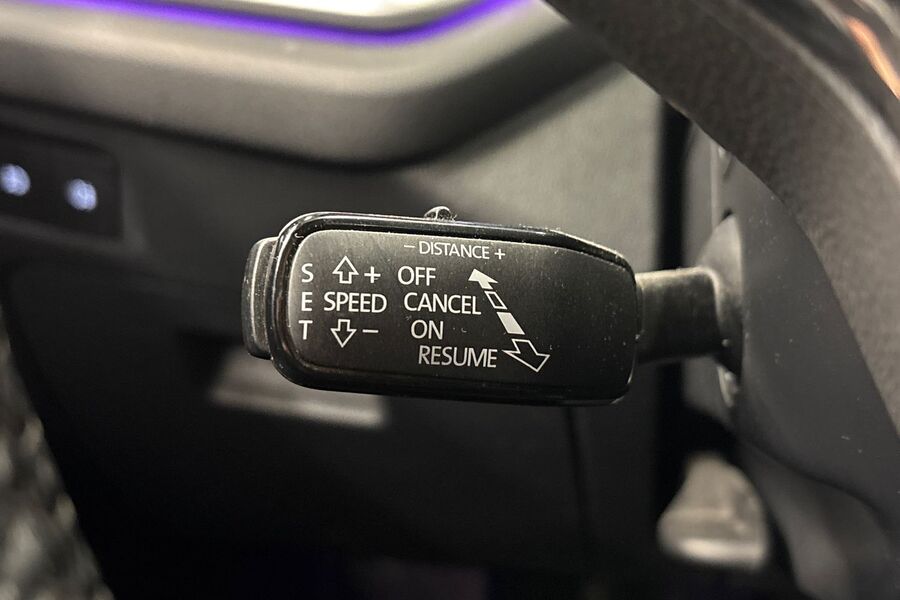 − DISTANCE +
S + OFF
E SPEED CANCEL
T − ON
RESUME